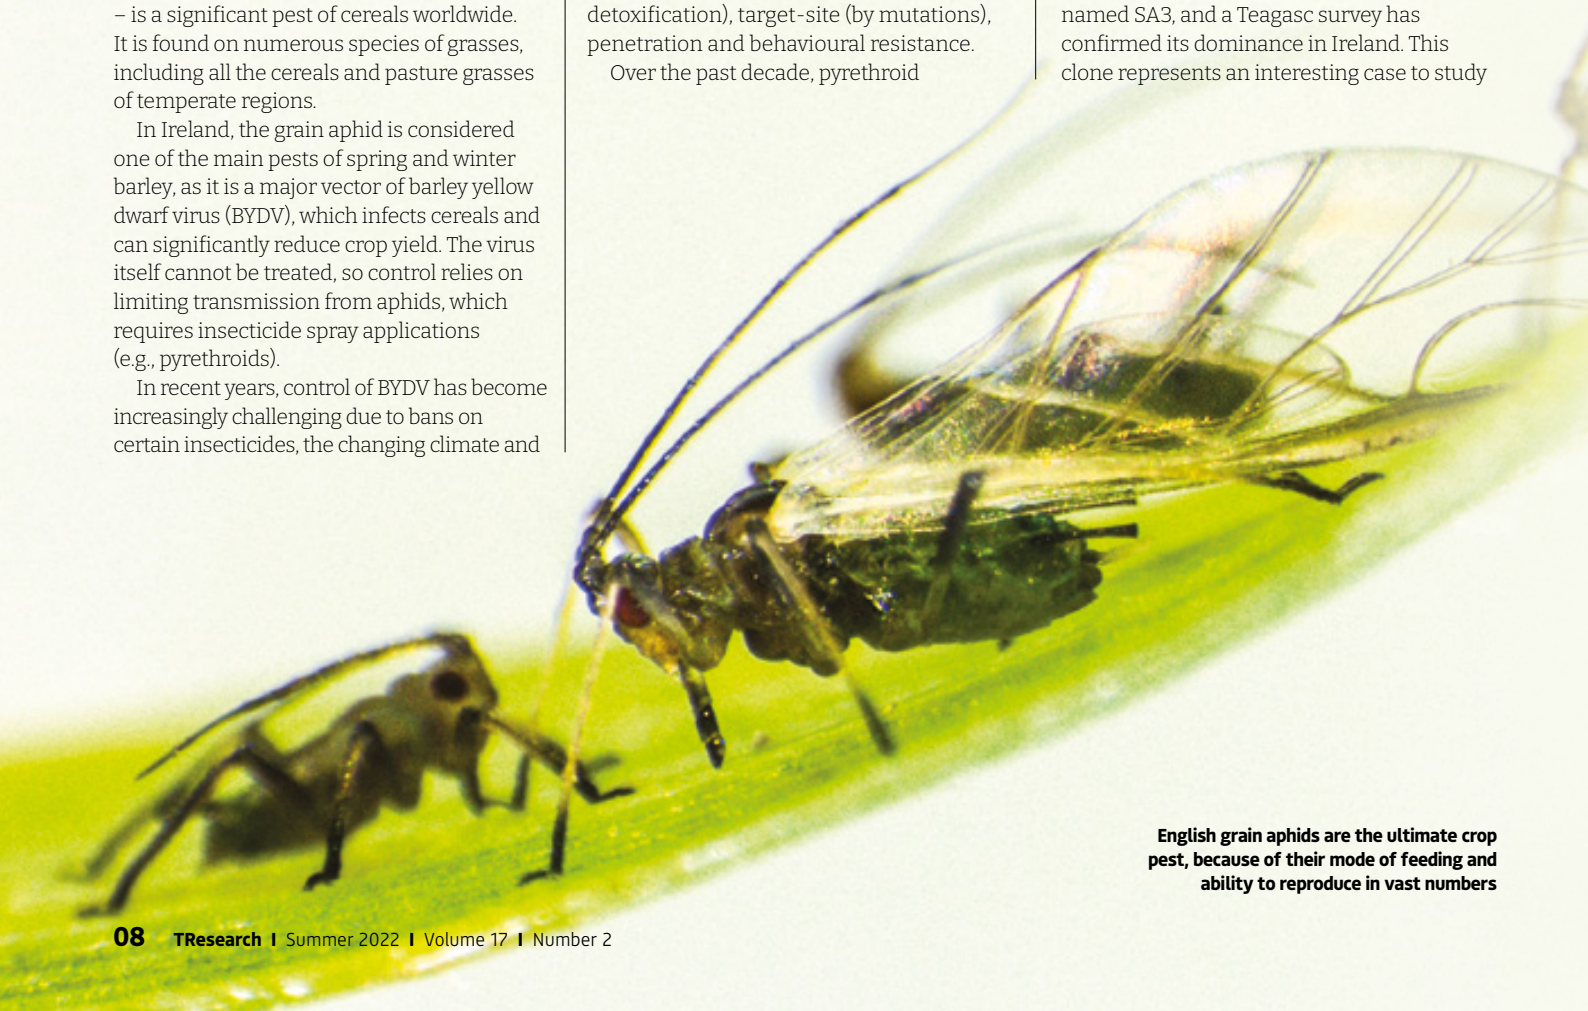 – is a significant pest of cereals worldwide.
It is found on numerous species of grasses,
including all the cereals and pasture grasses
of temperate regions.
In Ireland, the grain aphid is considered
one of the main pests of spring and winter
barley, as it is a major vector of barley yellow
dwarf virus (BYDV), which infects cereals and
can significantly reduce crop yield. The virus
itself cannot be treated, so control relies on
limiting transmission from aphids, which
requires insecticide spray applications
(e.g., pyrethroids).
In recent years, control of BYDV has become
increasingly challenging due to bans on
certain insecticides, the changing climate and
detoxification), target-site (by mutations),
penetration and behavioural resistance.
Over the past decade, pyrethroid
named SA3, and a Teagasc survey has
confirmed its dominance in Ireland. This
clone represents an interesting case to study
English grain aphids are the ultimate crop
pest, because of their mode of feeding and
ability to reproduce in vast numbers
08 TResearch I Summer 2022 I Volume 17 I Number 2